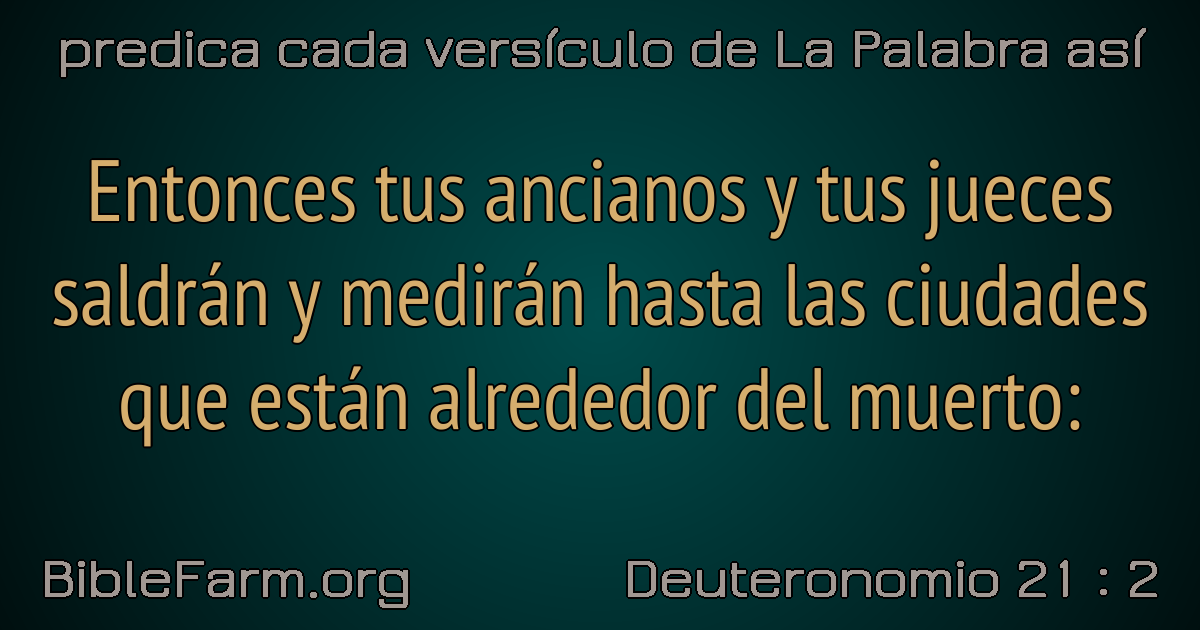 predica cada versículo de La Palabra así
Entonces tus ancianos y tus jueces
saldrán y medirán hasta las ciudades
que están alrededor del muerto:
BibleFarm.org
Deuteronomio 21 : 2